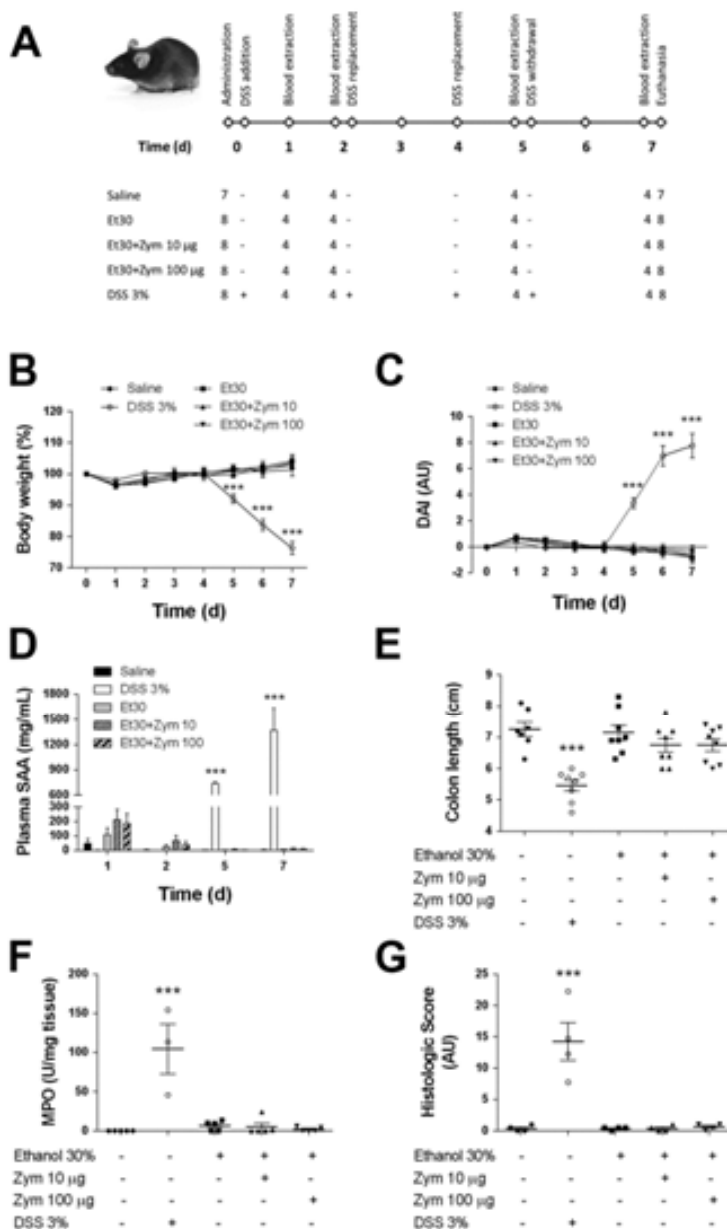 A
Administration
DSS addition
Blood extraction
Blood extraction
DSS replacement
DSS replacement
Blood extraction
DSS withdrawal
Blood extraction
Euthanasia
Time (d) 0 1 2 3 4 5 6 7
Saline 7 - 4 4 - - 4 - 4 7
Et30 8 - 4 4 - - 4 - 4 8
Et30+Zym 10 µg 8 - 4 4 - - 4 - 4 8
Et30+Zym 100 µg 8 - 4 4 - - 4 - 4 8
DSS 3% 8 + 4 4 + + 4 + 4 8
B
Saline Et30
DSS 3% Et30+Zym 10
Et30+Zym 100
Body weight (%)
120
110
100
90
80
70
***
***
***
0 1 2 3 4 5 6 7
Time (d)
C
Saline
DSS 3%
Et30
Et30+Zym 10
Et30+Zym 100
DAI (AU)
10
8
6
4
2
0
-2
***
***
***
0 1 2 3 4 5 6 7
Time (d)
D
Saline
DSS 3%
Et30
Et30+Zym 10
Et30+Zym 100
Plasma SAA (mg/mL)
1800
1500
1200
900
600
300
200
100
0
***
***
1 2 5 7
Time (d)
E
Colon length (cm)
9
8
7
6
5
4
***
Ethanol 30% - - + + +
Zym 10 µg - - - + -
Zym 100 µg - - - - +
DSS 3% - + - - -
F
MPO (U/mg tissue)
200
150
100
50
0
***
Ethanol 30% - - + + +
Zym 10 µg - - - + -
Zym 100 µg - - - - +
DSS 3% - + - - -
G
Histologic Score
(AU)
25
20
15
10
5
0
***
Ethanol 30% - - + + +
Zym 10 µg - - - + -
Zym 100 µg - - - - +
DSS 3% - + - - -